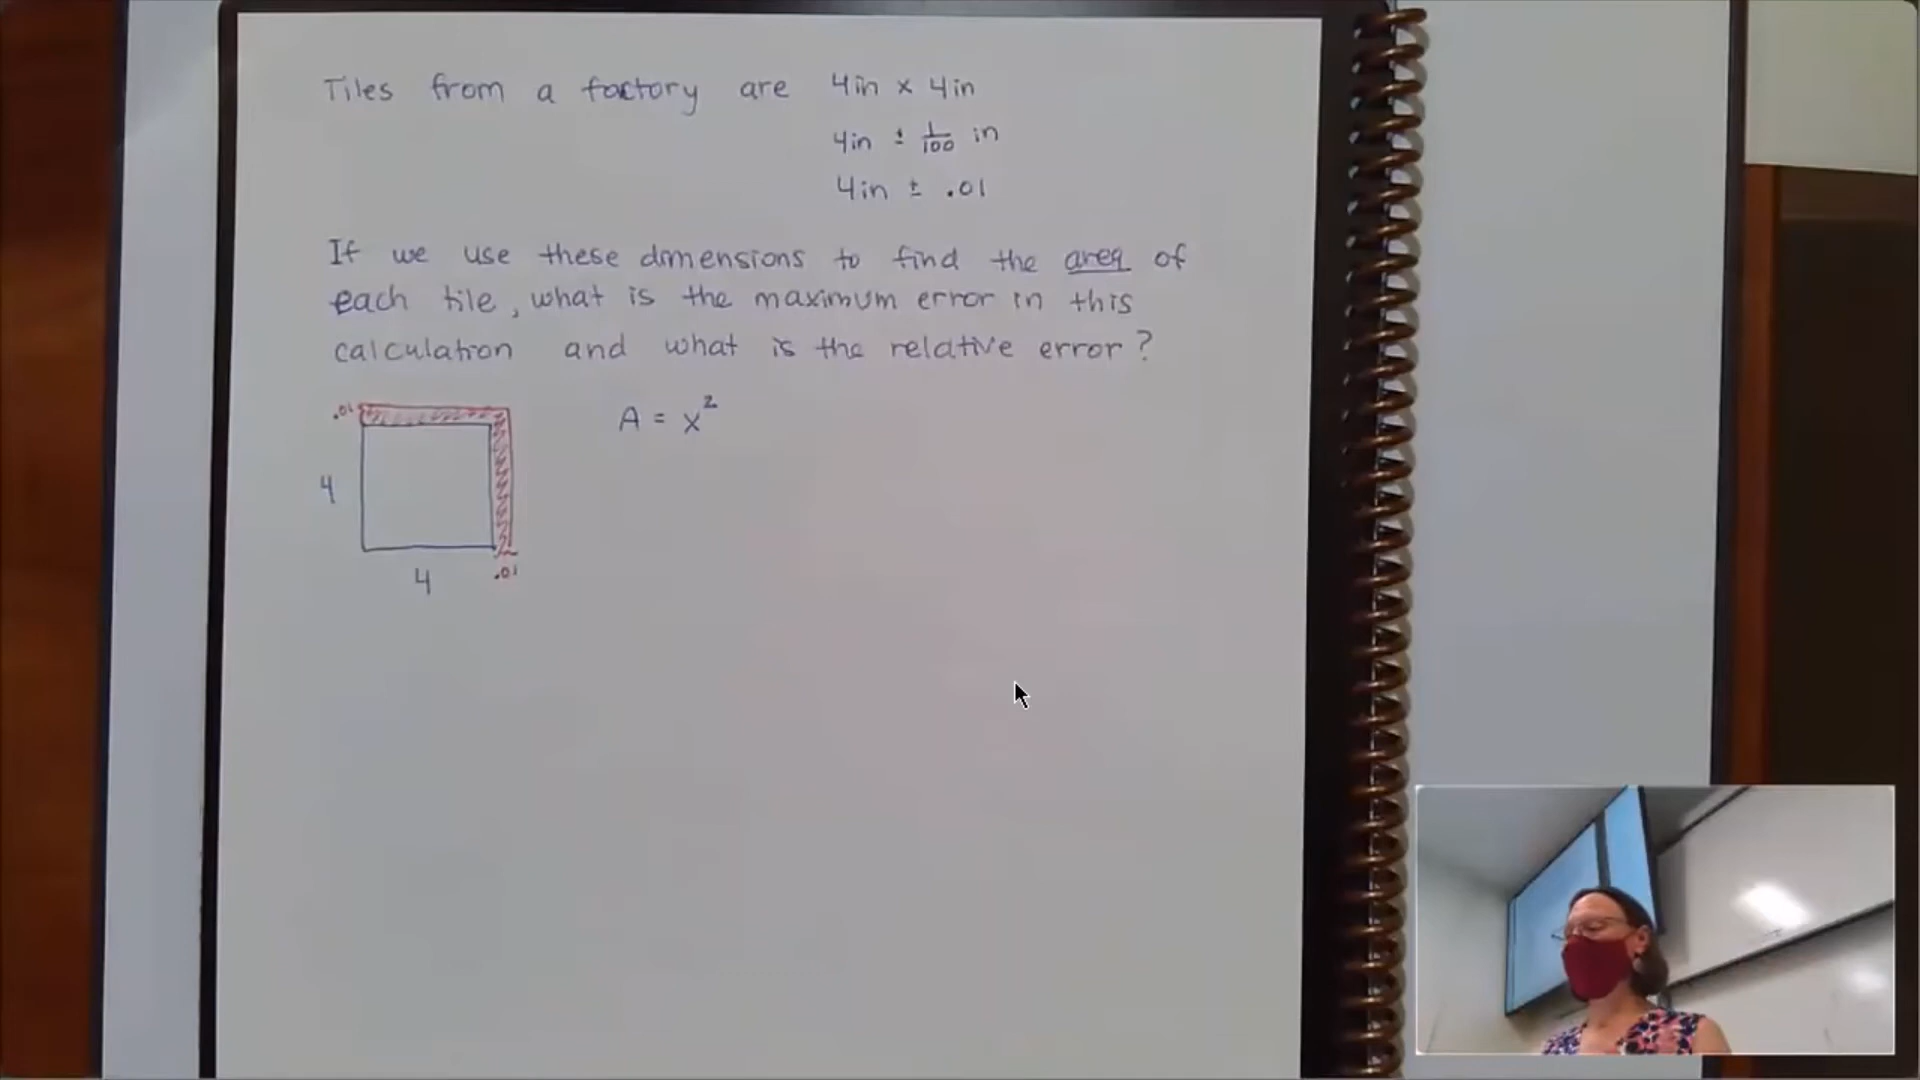 Tiles from a factory are 4in x 4in
4in ± 1/100 in
4in ± .01
If we use these dimensions to find the area of
each tile, what is the maximum error in this
calculation and what is the relative error?
.01
A = x²
4
4 .01